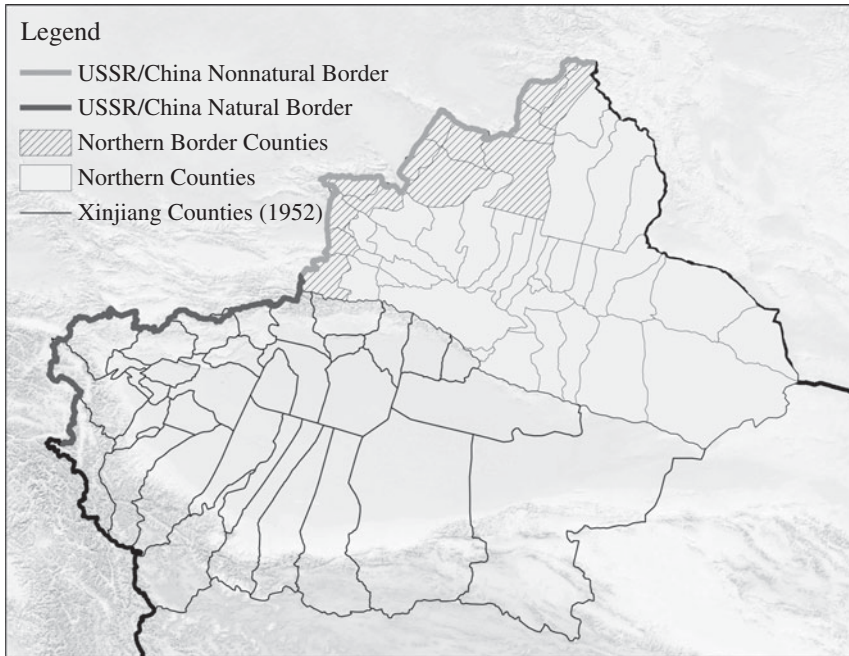 Legend
USSR/China Nonnatural Border
USSR/China Natural Border
Northern Border Counties
Northern Counties
Xinjiang Counties (1952)